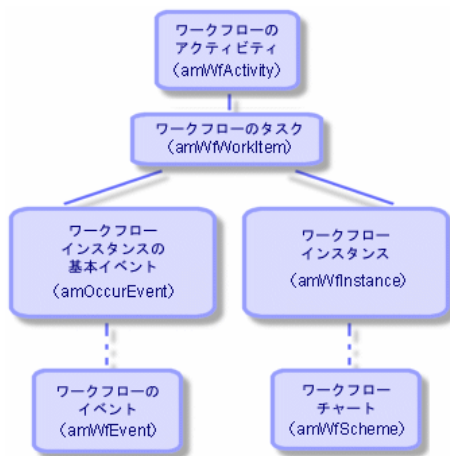 ワークフローの
アクティビティ
(amWfActivity)
ワークフローのタスク
(amWfWorkItem)
ワークフロー
インスタンスの
基本イベント
(amOccurEvent)
ワークフロー
インスタンス
(amWfInstance)
ワークフローの
イベント
(amWfEvent)
ワークフロー
チャート
(amWfScheme)